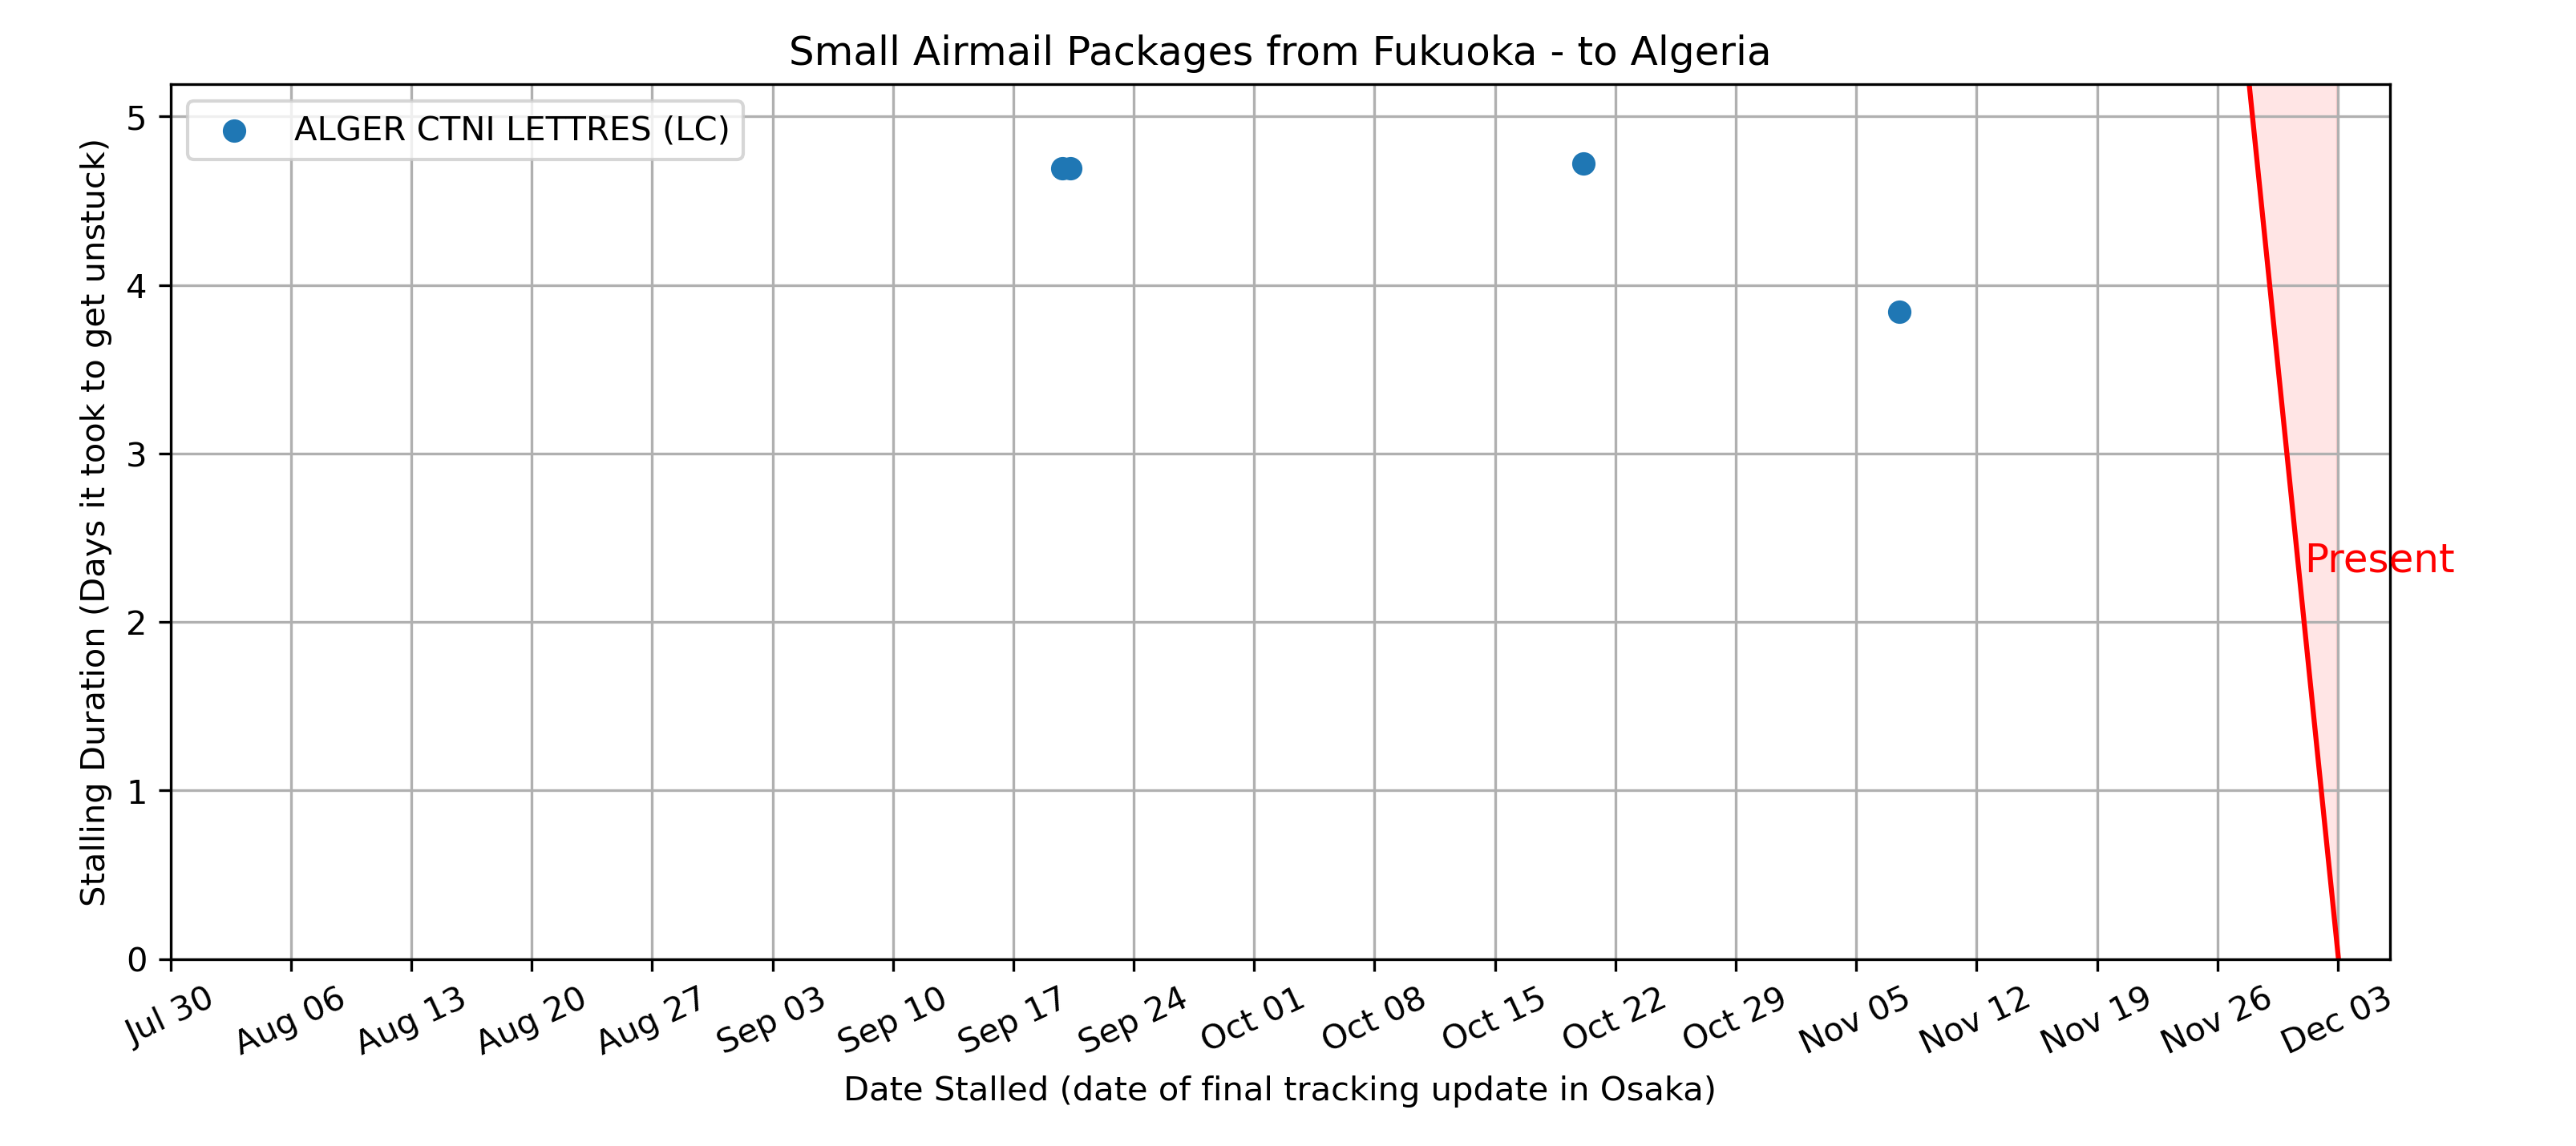 Small Airmail Packages from Fukuoka - to Algeria
ALGER CTNI LETTRES (LC)
Stalling Duration (Days it took to get unstuck)
5
4
3
2
1
0
Present
Jul 30 Aug 06 Aug 13 Aug 20 Aug 27 Sep 03 Sep 10 Sep 17 Sep 24 Oct 01 Oct 08 Oct 15 Oct 22 Oct 29 Nov 05 Nov 12 Nov 19 Nov 26 Dec 03
Date Stalled (date of final tracking update in Osaka)